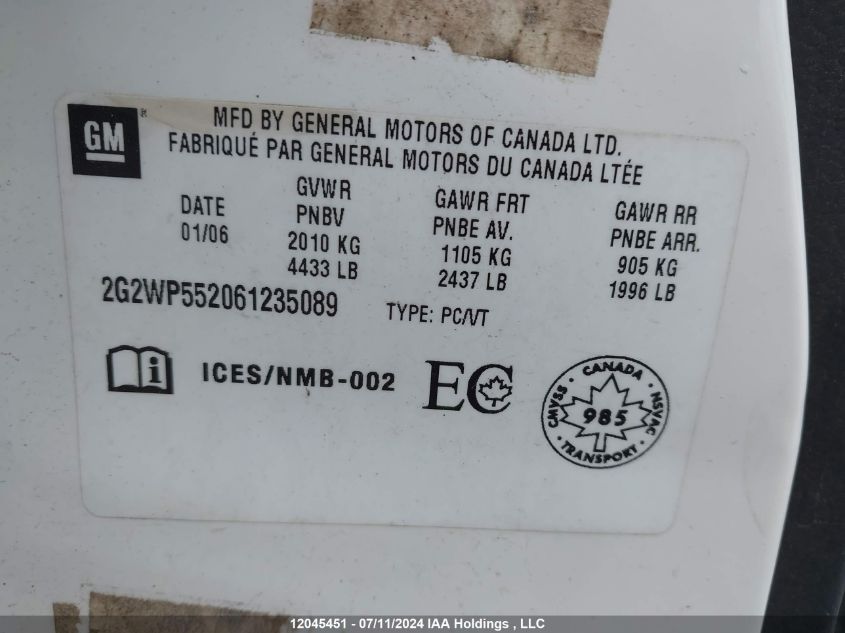 GM
MFD BY GENERAL MOTORS OF CANADA LTD.
FABRIQUÉ PAR GENERAL MOTORS DU CANADA LTÉE
DATE
01/06
GVWR
PNBV
2010 KG
4433 LB
GAWR FRT
PNBE AV.
1105 KG
2437 LB
GAWR RR
PNBE ARR.
905 KG
1996 LB
2G2WP552061235089
TYPE: PC/VT
i ICES/NMB-002
EC
CANADA
CMVSS 985 NSVAC
TRANSPORT
12045451 - 07/11/2024 IAA Holdings , LLC